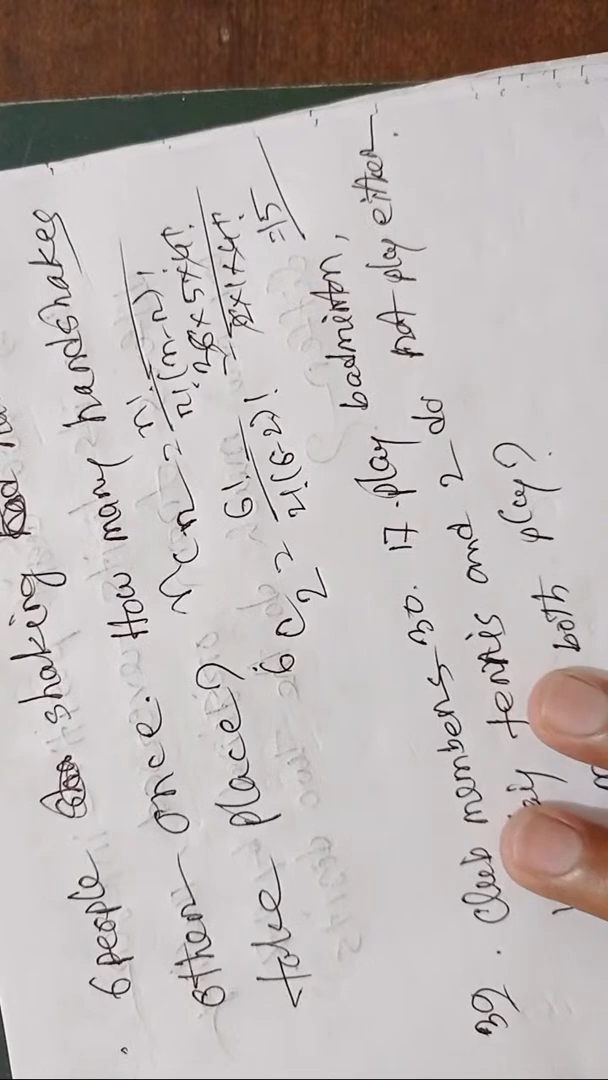 6 people shaking
handshakes
other once. How many
take place?
nCr = n! / r!(n-r)!
6C2 = 6! / 2!(6-2)! = 6×5×4! / 2×1×4! = 15
39. Club members 30. 17 play badminton,
tennis and 2 do not play either.
both play?